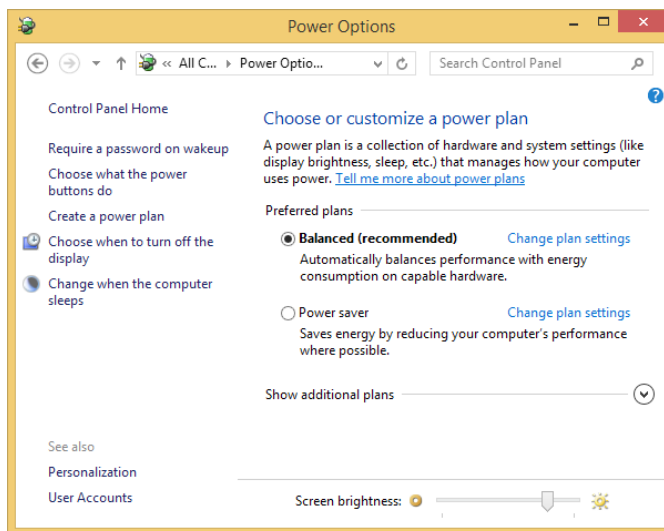 Power Options
« All C... Power Optio...
Search Control Panel
Control Panel Home
Require a password on wakeup
Choose what the power
buttons do
Create a power plan
Choose when to turn off the
display
Change when the computer
sleeps
See also
Personalization
User Accounts
Choose or customize a power plan
A power plan is a collection of hardware and system settings (like
display brightness, sleep, etc.) that manages how your computer
uses power. Tell me more about power plans
Preferred plans
Balanced (recommended) Change plan settings
Automatically balances performance with energy
consumption on capable hardware.
Power saver Change plan settings
Saves energy by reducing your computer's performance
where possible.
Show additional plans
Screen brightness: